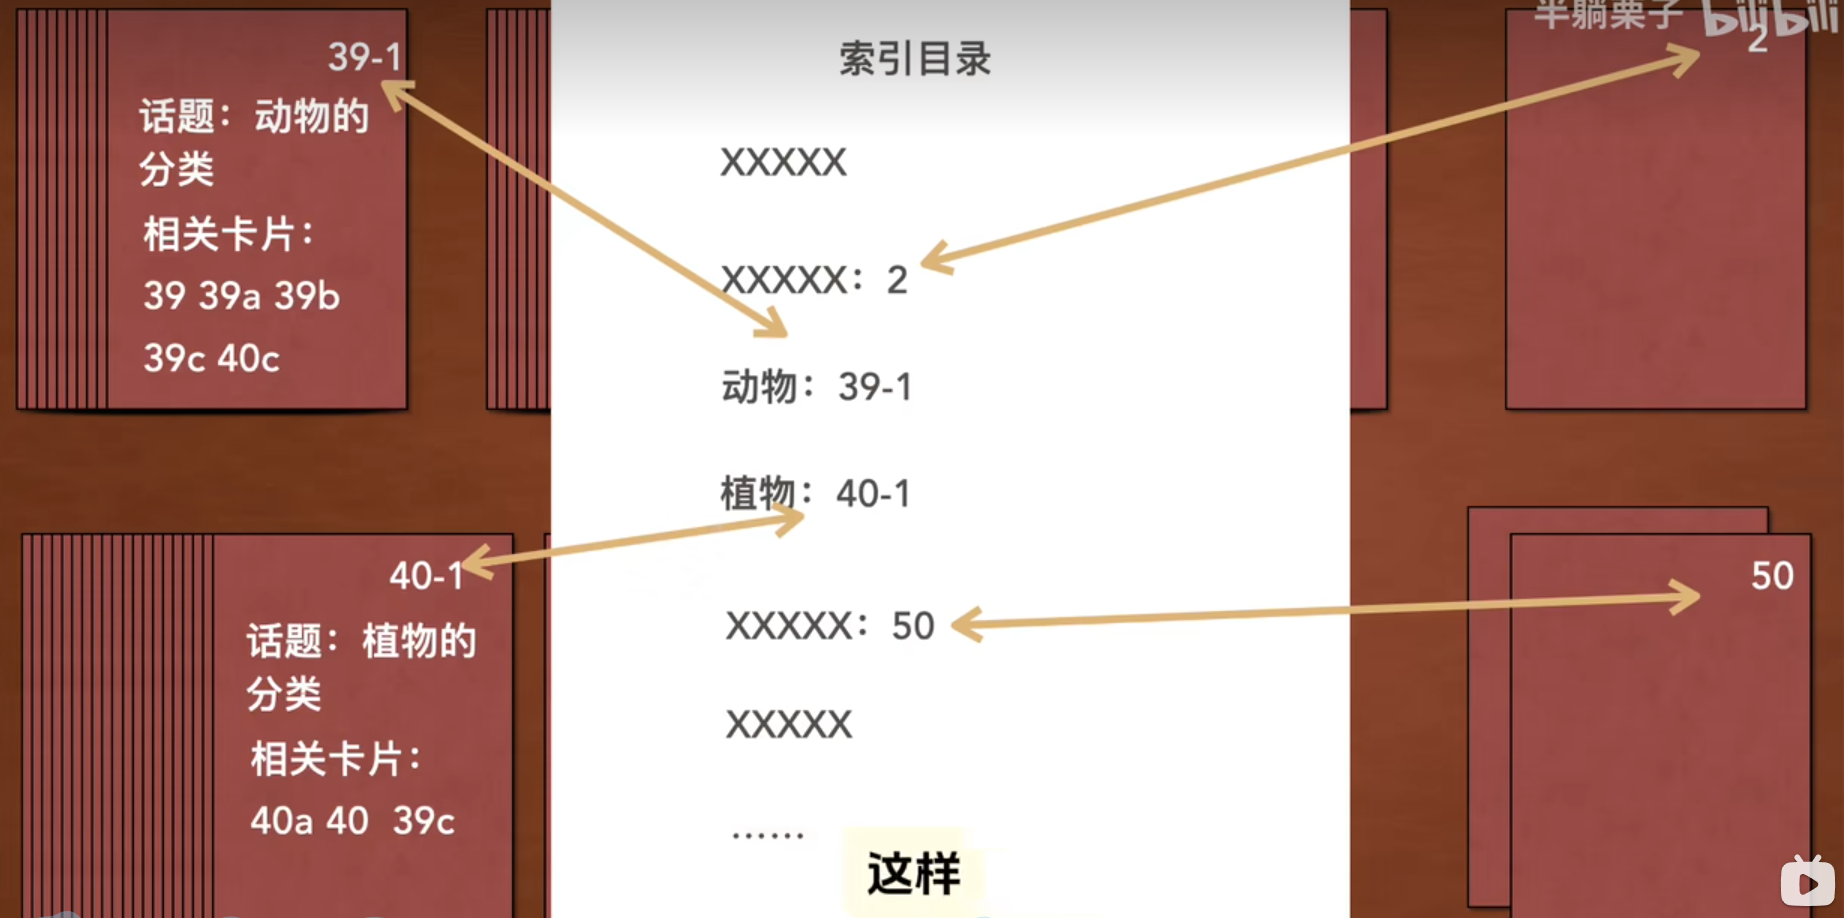 39-1
话题：动物的
分类
相关卡片：
39 39a 39b
39c 40c
40-1
话题：植物的
分类
相关卡片：
40a 40 39c
索引目录
XXXXX
XXXXX：2
动物：39-1
植物：40-1
XXXXX：50
XXXXX
……
这样
半躺栗子 bilibili
2
50